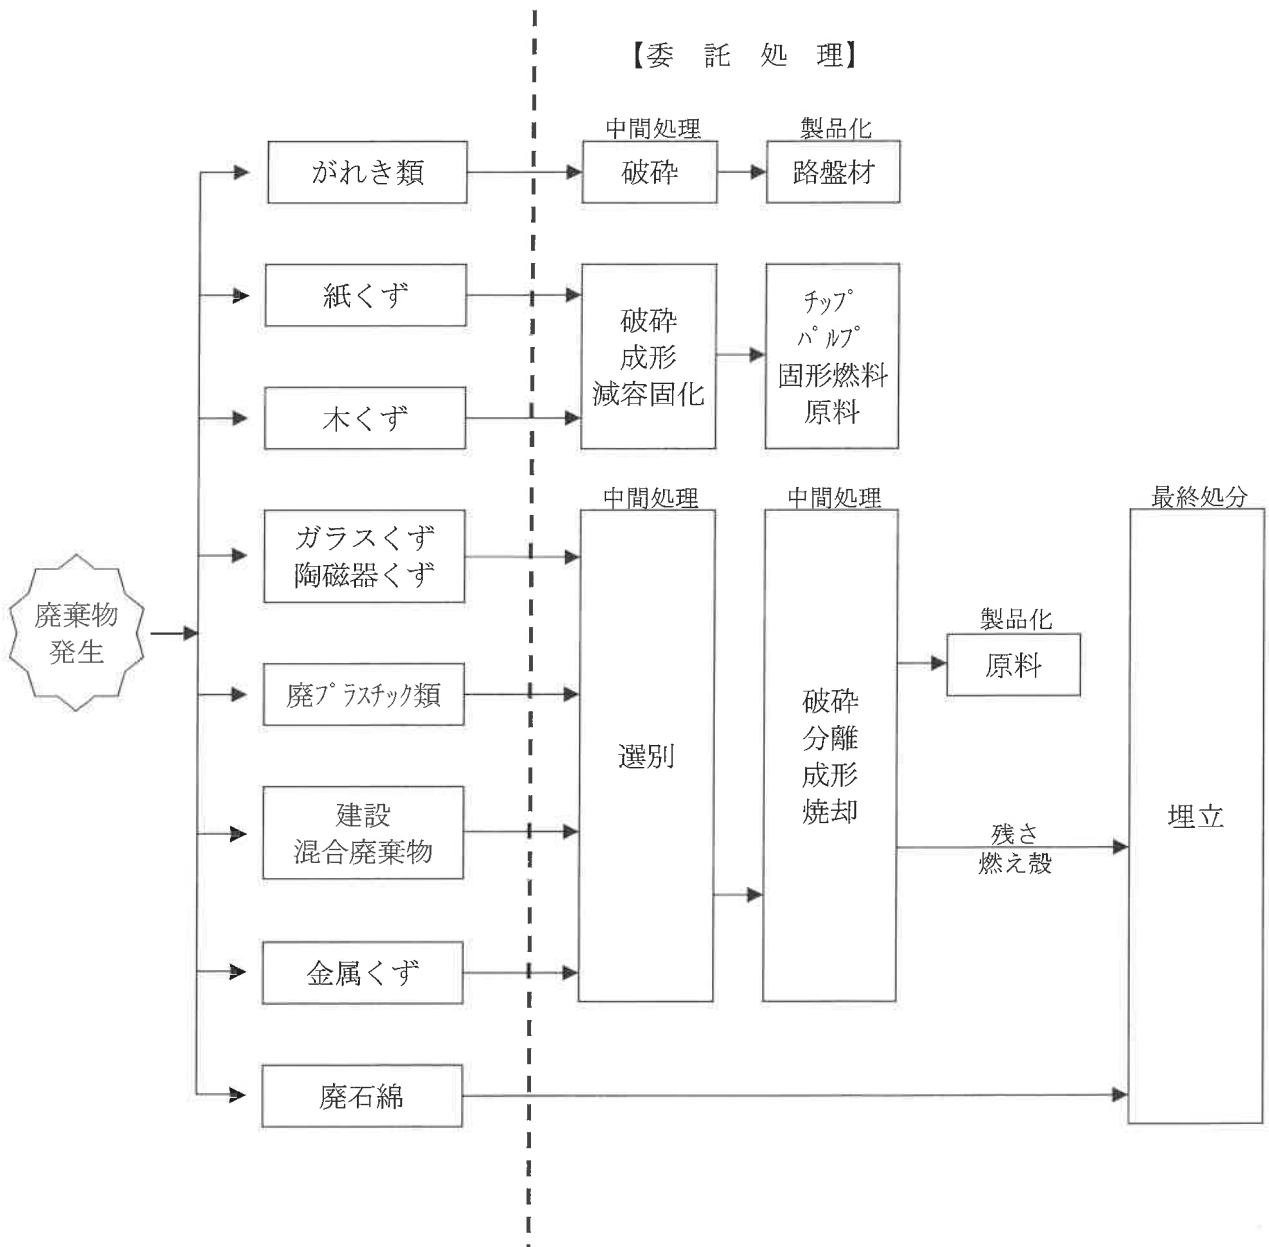 【委　託　処　理】
中間処理
製品化
がれき類
破砕
路盤材
紙くず
木くず
破砕
成形
減容固化
ﾁｯﾌﾟ
ﾊﾟﾙﾌﾟ
固形燃料
原料
中間処理
中間処理
最終処分
ガラスくず
陶磁器くず
廃棄物
発生
廃ﾌﾟﾗｽﾁｯｸ類
建設
混合廃棄物
金属くず
選別
破砕
分離
成形
焼却
製品化
原料
残さ
燃え殻
埋立
廃石綿